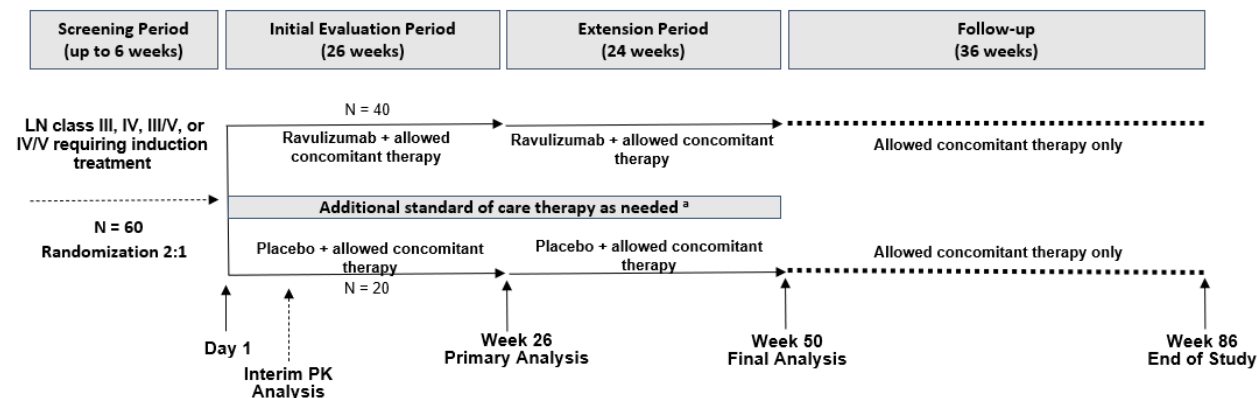 Screening Period
(up to 6 weeks)
Initial Evaluation Period
(26 weeks)
Extension Period
(24 weeks)
Follow-up
(36 weeks)
LN class III, IV, III/V, or
IV/V requiring induction
treatment
N = 60
Randomization 2:1
N = 40
Ravulizumab + allowed
concomitant therapy
Ravulizumab + allowed concomitant
therapy
Allowed concomitant therapy only
Additional standard of care therapy as needed a
Placebo + allowed concomitant
therapy
N = 20
Placebo + allowed concomitant
therapy
Allowed concomitant therapy only
Day 1
Interim PK
Analysis
Week 26
Primary Analysis
Week 50
Final Analysis
Week 86
End of Study